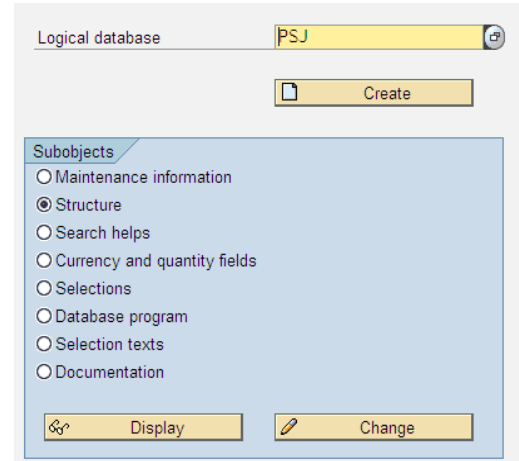 Logical database PSJ
Create
Subobjects
Maintenance information
Structure
Search helps
Currency and quantity fields
Selections
Database program
Selection texts
Documentation
Display Change